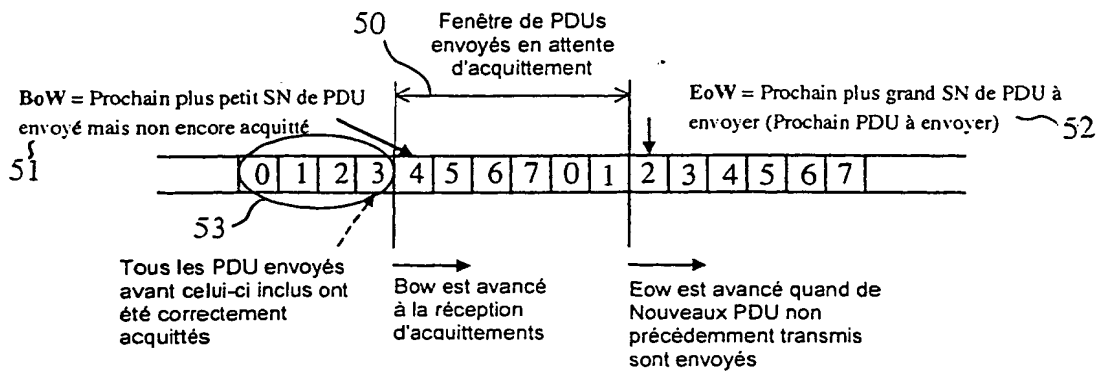 50
Fenêtre de PDUs
envoyés en attente
d'acquittement
BoW = Prochain plus petit SN de PDU
envoyé mais non encore acquitté
51
EoW = Prochain plus grand SN de PDU à
envoyer (Prochain PDU à envoyer)
52
0 1 2 3 4 5 6 7 0 1 2 3 4 5 6 7
53
Tous les PDU envoyés
avant celui-ci inclus ont
été correctement
acquittés
Bow est avancé
à la réception
d'acquittements
Eow est avancé quand de
Nouveaux PDU non
précédemment transmis
sont envoyés